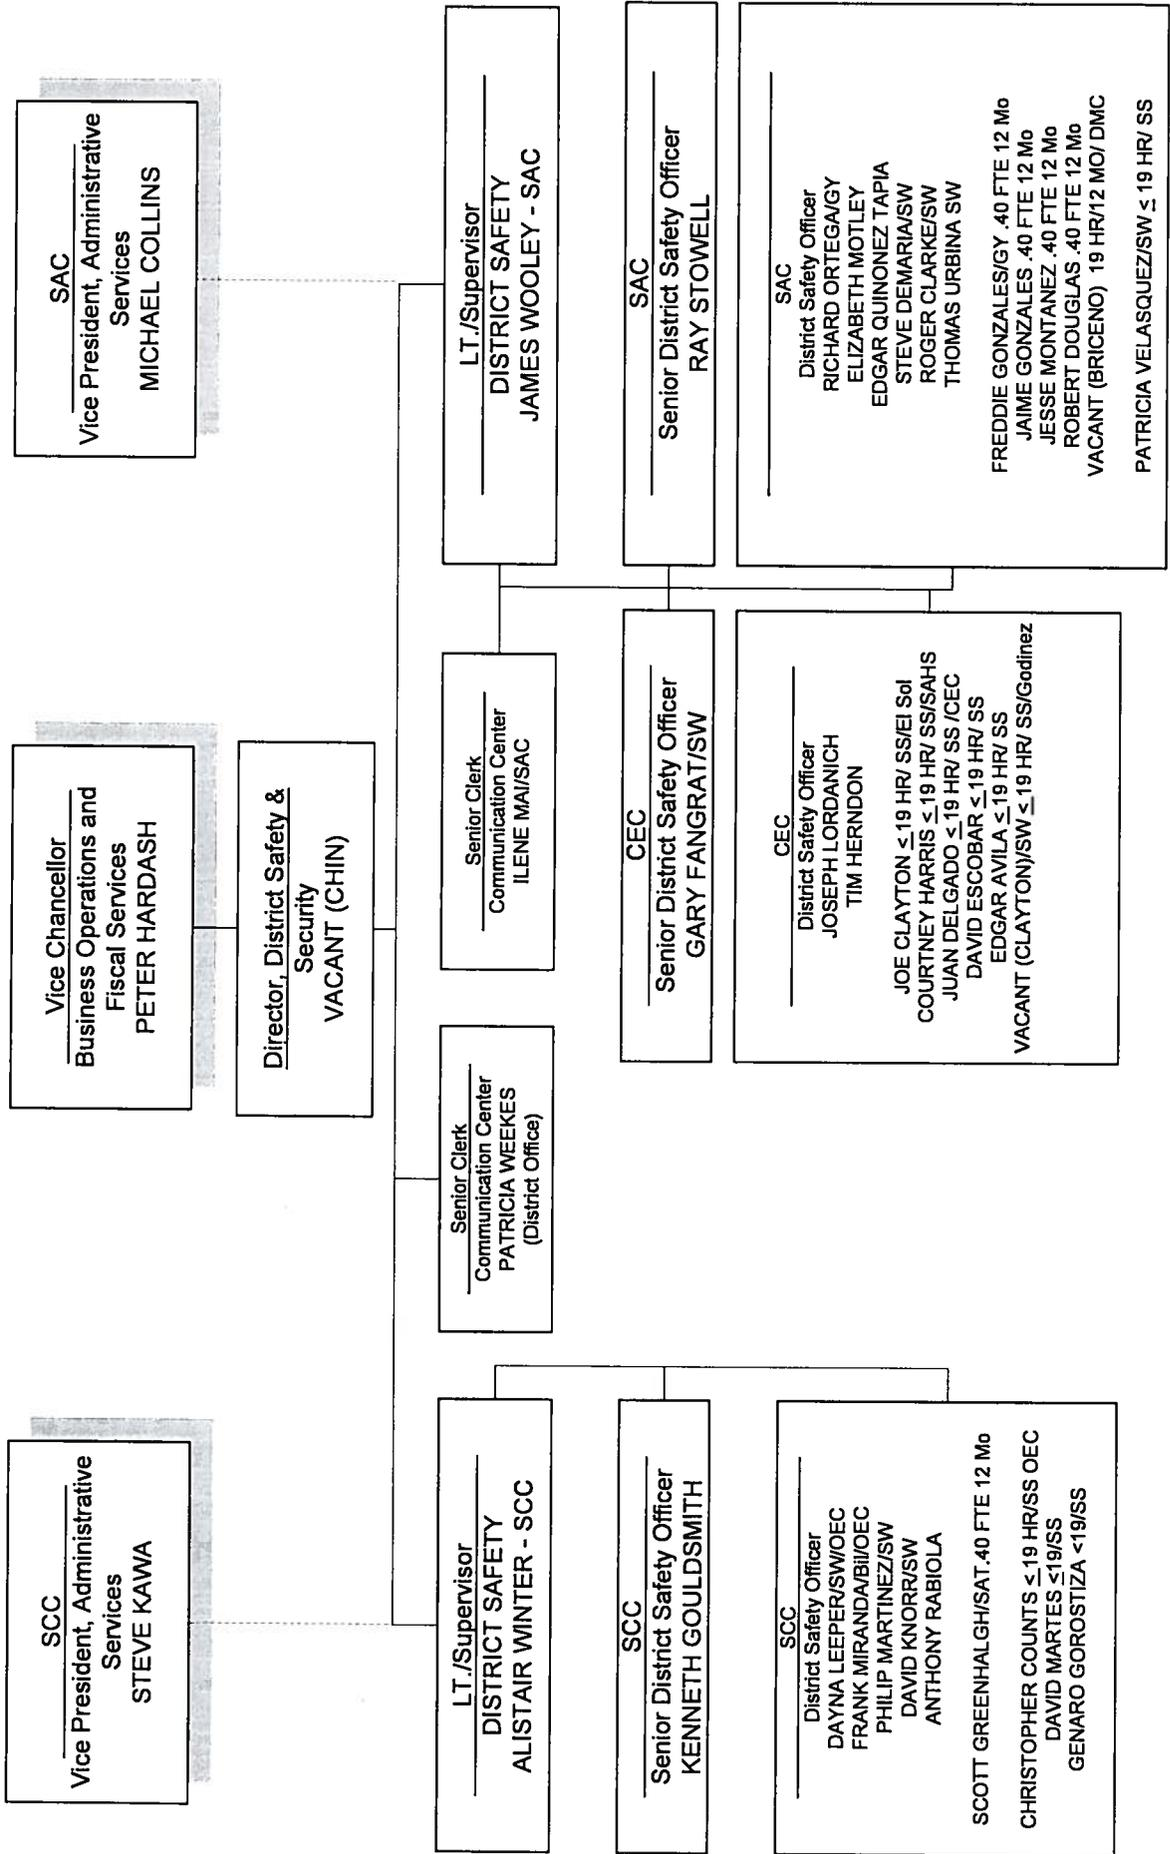 SCC
Vice President, Administrative
Services
STEVE KAWA
Vice Chancellor
Business Operations and
Fiscal Services
PETER HARDASH
SAC
Vice President, Administrative
Services
MICHAEL COLLINS
Director, District Safety &
Security
VACANT (CHIN)
LT./Supervisor
DISTRICT SAFETY
ALISTAIR WINTER - SCC
Senior Clerk
Communication Center
PATRICIA WEEKES
(District Office)
Senior Clerk
Communication Center
ILENE MAI/SAC
LT./Supervisor
DISTRICT SAFETY
JAMES WOOLEY - SAC
SCC
Senior District Safety Officer
KENNETH GOULDSMITH
CEC
Senior District Safety Officer
GARY FANGRAT/SW
SAC
Senior District Safety Officer
RAY STOWELL
SCC
District Safety Officer
DAYNA LEEPER/SW/OEC
FRANK MIRANDA/Bil/OEC
PHILIP MARTINEZ/SW
DAVID KNORR/SW
ANTHONY RABIOLA
SCOTT GREENHALGH/SAT.40 FTE 12 Mo
CHRISTOPHER COUNTS ≤ 19 HR/SS OEC
DAVID MARTES ≤19/SS
GENARO GOROSTIZA <19/SS
CEC
District Safety Officer
JOSEPH LORDANICH
TIM HERNDON
JOE CLAYTON ≤ 19 HR/ SS/El Sol
COURTNEY HARRIS ≤ 19 HR/ SS/SAHS
JUAN DELGADO ≤ 19 HR/ SS /CEC
DAVID ESCOBAR ≤ 19 HR/ SS
EDGAR AVILA ≤ 19 HR/ SS
VACANT (CLAYTON)/SW ≤ 19 HR/ SS/Godinez
SAC
District Safety Officer
RICHARD ORTEGA/GY
ELIZABETH MOTLEY
EDGAR QUINONEZ TAPIA
STEVE DEMARIA/SW
ROGER CLARKE/SW
THOMAS URBINA SW
FREDDIE GONZALES/GY .40 FTE 12 Mo
JAIME GONZALES .40 FTE 12 Mo
JESSE MONTANEZ .40 FTE 12 Mo
ROBERT DOUGLAS .40 FTE 12 Mo
VACANT (BRICENO) 19 HR/12 MO/ DMC
PATRICIA VELASQUEZ/SW ≤ 19 HR/ SS